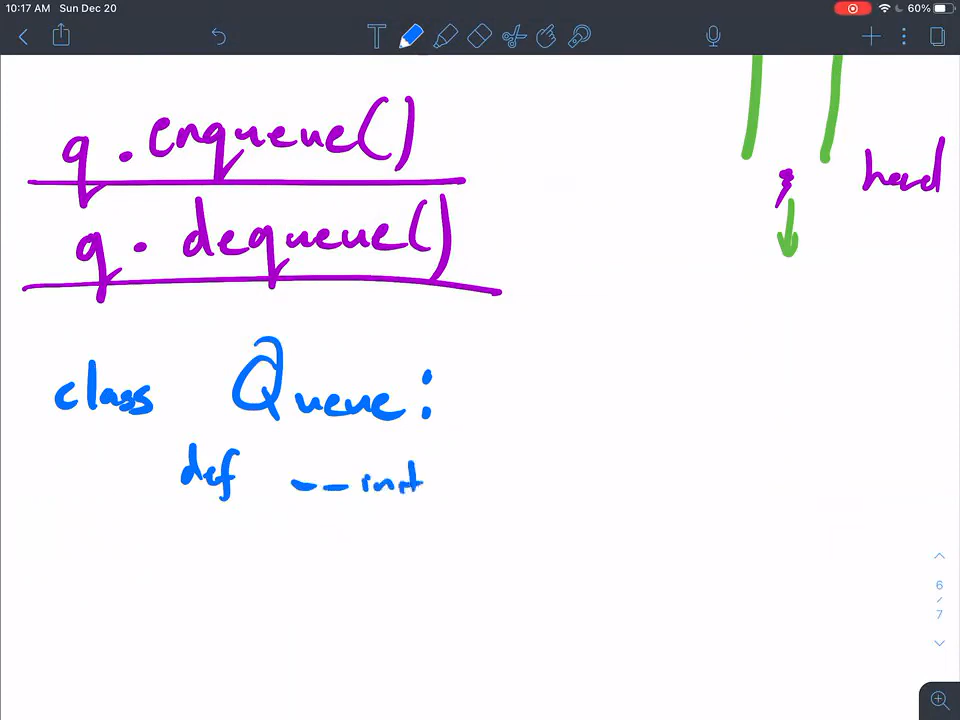 10:17 AM Sun Dec 20
60%
q.enqueue()
head
q.dequeue()
class Queue:
def __init
6
7